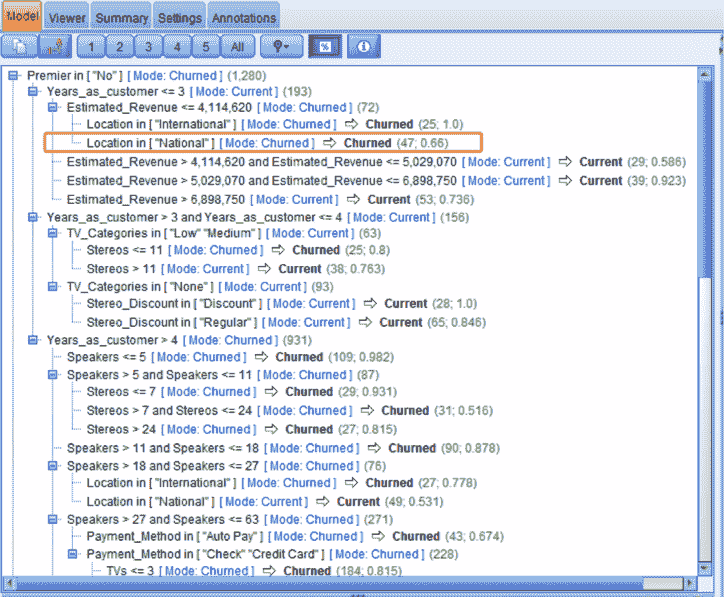 Model Viewer Summary Settings Annotations
1 2 3 4 5 All %
Premier in [ "No" ] [ Mode: Churned ] (1,280)
Years_as_customer <= 3 [ Mode: Current ] (193)
Estimated_Revenue <= 4,114,620 [ Mode: Churned ] (72)
Location in [ "International" ] [ Mode: Churned ] ⇨ Churned (25; 1.0)
Location in [ "National" ] [ Mode: Churned ] ⇨ Churned (47; 0.66)
Estimated_Revenue > 4,114,620 and Estimated_Revenue <= 5,029,070 [ Mode: Current ] ⇨ Current (29; 0.586)
Estimated_Revenue > 5,029,070 and Estimated_Revenue <= 6,898,750 [ Mode: Current ] ⇨ Current (39; 0.923)
Estimated_Revenue > 6,898,750 [ Mode: Current ] ⇨ Current (53; 0.736)
Years_as_customer > 3 and Years_as_customer <= 4 [ Mode: Current ] (156)
TV_Categories in [ "Low" "Medium" ] [ Mode: Current ] (63)
Stereos <= 11 [ Mode: Churned ] ⇨ Churned (25; 0.8)
Stereos > 11 [ Mode: Current ] ⇨ Current (38; 0.763)
TV_Categories in [ "None" ] [ Mode: Current ] (93)
Stereo_Discount in [ "Discount" ] [ Mode: Current ] ⇨ Current (28; 1.0)
Stereo_Discount in [ "Regular" ] [ Mode: Current ] ⇨ Current (65; 0.846)
Years_as_customer > 4 [ Mode: Churned ] (931)
Speakers <= 5 [ Mode: Churned ] ⇨ Churned (109; 0.982)
Speakers > 5 and Speakers <= 11 [ Mode: Churned ] (87)
Stereos <= 7 [ Mode: Churned ] ⇨ Churned (29; 0.931)
Stereos > 7 and Stereos <= 24 [ Mode: Churned ] ⇨ Churned (31; 0.516)
Stereos > 24 [ Mode: Churned ] ⇨ Churned (27; 0.815)
Speakers > 11 and Speakers <= 18 [ Mode: Churned ] ⇨ Churned (90; 0.878)
Speakers > 18 and Speakers <= 27 [ Mode: Churned ] (76)
Location in [ "International" ] [ Mode: Churned ] ⇨ Churned (27; 0.778)
Location in [ "National" ] [ Mode: Current ] ⇨ Current (49; 0.531)
Speakers > 27 and Speakers <= 63 [ Mode: Churned ] (271)
Payment_Method in [ "Auto Pay" ] [ Mode: Churned ] ⇨ Churned (43; 0.674)
Payment_Method in [ "Check" "Credit Card" ] [ Mode: Churned ] (228)
TVs <= 3 [ Mode: Churned ] ⇨ Churned (184; 0.815)